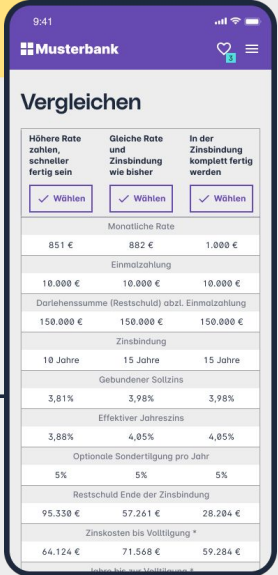 9:41
Musterbank
3
Vergleichen
Höhere Rate zahlen, schneller fertig sein
Gleiche Rate und Zinsbindung wie bisher
In der Zinsbindung komplett fertig werden
Wählen Wählen Wählen
Monatliche Rate
851 € 882 € 1.000 €
Einmalzahlung
10.000 € 10.000 € 10.000 €
Darlehenssumme (Restschuld) abzl. Einmalzahlung
150.000 € 150.000 € 150.000 €
Zinsbindung
10 Jahre 15 Jahre 15 Jahre
Gebundener Sollzins
3,81% 3,98% 3,98%
Effektiver Jahreszins
3,88% 4,05% 4,05%
Optionale Sondertilgung pro Jahr
5% 5% 5%
Restschuld Ende der Zinsbindung
95.330 € 57.261 € 28.204 €
Zinskosten bis Volltilgung *
64.124 € 71.568 € 59.284 €
Jahre bis zur Volltilgung *